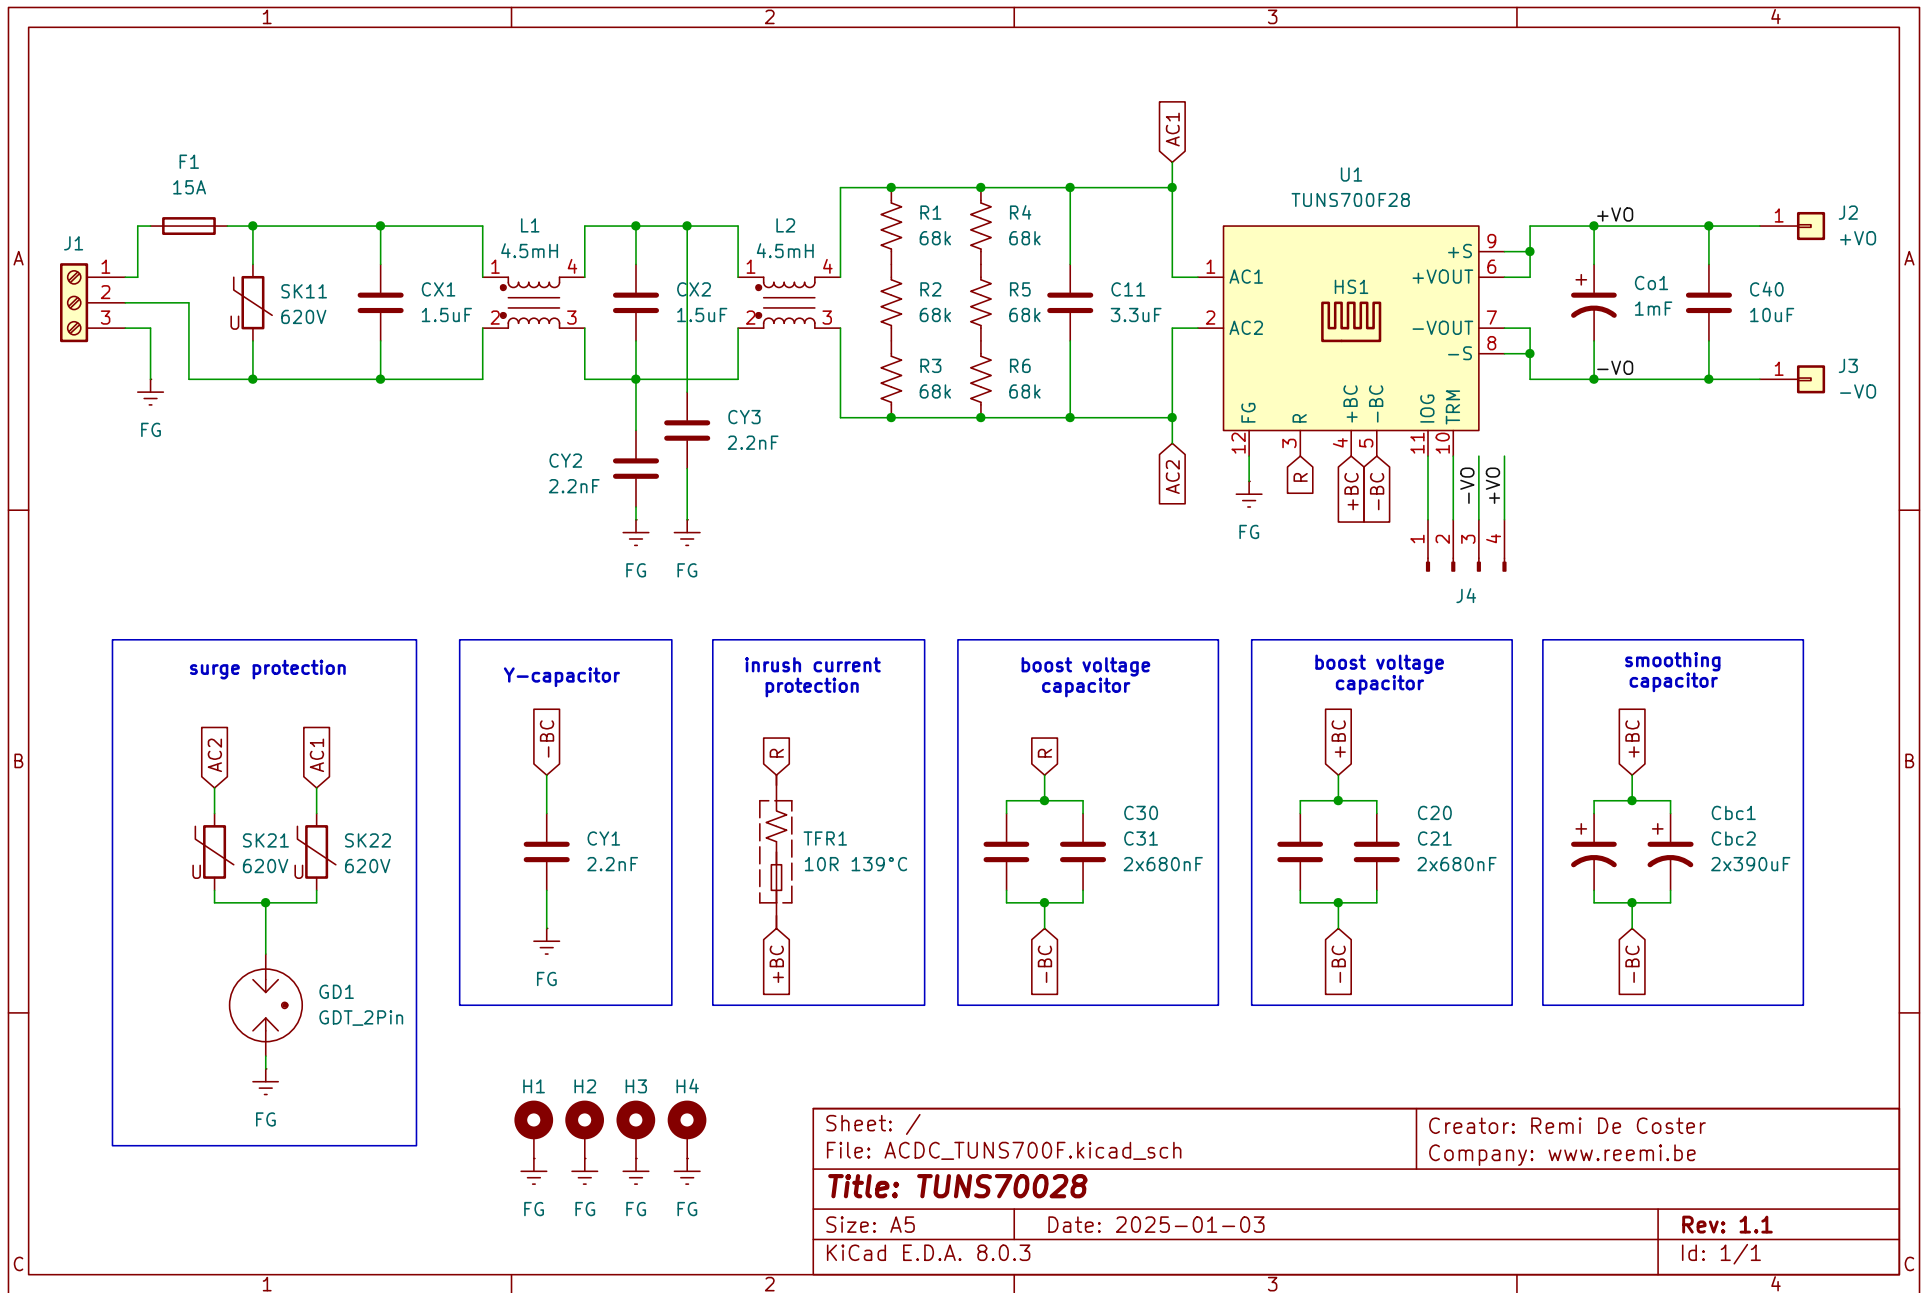 1 2 3 4
A A
B B
C C
1 2 3 4
J1
1
2
3
FG
F1
15A
SK11
620V
U
CX1
1.5uF
L1
4.5mH
1 4
2 3
CX2
1.5uF
CY2
2.2nF
FG
CY3
2.2nF
FG
L2
4.5mH
1 4
2 3
R1
68k
R2
68k
R3
68k
R4
68k
R5
68k
R6
68k
C11
3.3uF
AC1
AC2
U1
TUNS700F28
HS1
1 AC1
2 AC2
+S 9
+VOUT 6
-VOUT 7
-S 8
FG 12
R 3
+BC 4
-BC 5
IOG 11
TRM 10
FG
R
+BC
-BC
-VO
+VO
1 2 3 4
J4
+VO
-VO
Co1
1mF
+
C40
10uF
1
J2
+VO
1
J3
-VO
surge protection
AC2
AC1
SK21
620V
U
SK22
620V
U
GD1
GDT_2Pin
FG
Y-capacitor
-BC
CY1
2.2nF
FG
inrush current
protection
R
TFR1
10R 139°C
+BC
boost voltage
capacitor
R
C30
C31
2x680nF
-BC
boost voltage
capacitor
+BC
C20
C21
2x680nF
-BC
smoothing
capacitor
+BC
+ +
Cbc1
Cbc2
2x390uF
-BC
H1 H2 H3 H4
FG FG FG FG
Sheet: /
File: ACDC_TUNS700F.kicad_sch
Creator: Remi De Coster
Company: www.reemi.be
Title: TUNS70028
Size: A5 Date: 2025-01-03 Rev: 1.1
KiCad E.D.A. 8.0.3 Id: 1/1